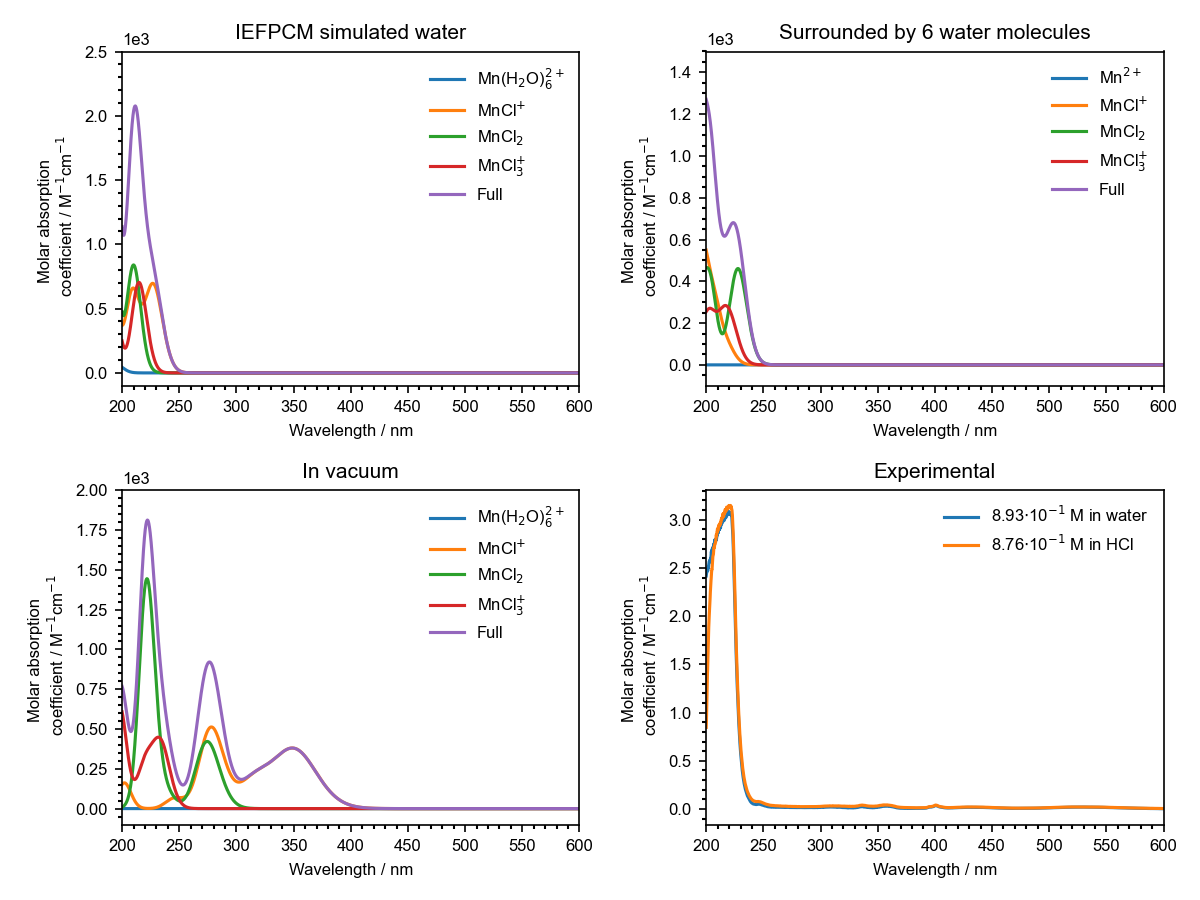 IEFPCM simulated water
1e3
2.5
2.0
1.5
1.0
0.5
0.0
Molar absorption
coefficient / M⁻¹cm⁻¹
Mn(H₂O)₆²⁺
MnCl⁺
MnCl₂
MnCl₃⁺
Full
200 250 300 350 400 450 500 550 600
Wavelength / nm
Surrounded by 6 water molecules
1e3
1.4
1.2
1.0
0.8
0.6
0.4
0.2
0.0
Molar absorption
coefficient / M⁻¹cm⁻¹
Mn²⁺
MnCl⁺
MnCl₂
MnCl₃⁺
Full
200 250 300 350 400 450 500 550 600
Wavelength / nm
In vacuum
1e3
2.00
1.75
1.50
1.25
1.00
0.75
0.50
0.25
0.00
Molar absorption
coefficient / M⁻¹cm⁻¹
Mn(H₂O)₆²⁺
MnCl⁺
MnCl₂
MnCl₃⁺
Full
200 250 300 350 400 450 500 550 600
Wavelength / nm
Experimental
3.0
2.5
2.0
1.5
1.0
0.5
0.0
Molar absorption
coefficient / M⁻¹cm⁻¹
8.93·10⁻¹ M in water
8.76·10⁻¹ M in HCl
200 250 300 350 400 450 500 550 600
Wavelength / nm